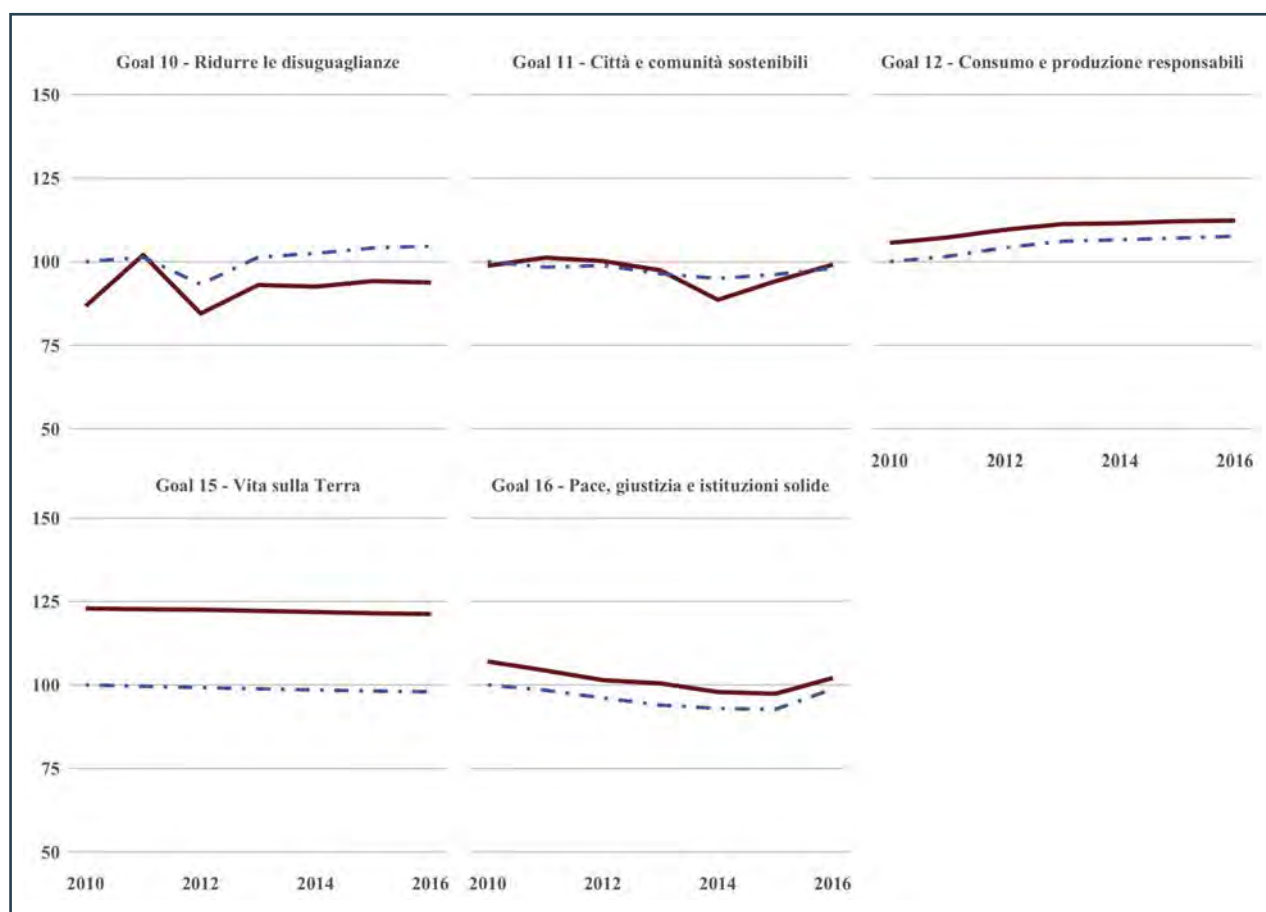 Goal 10 - Ridurre le disuguaglianze
Goal 11 - Città e comunità sostenibili
Goal 12 - Consumo e produzione responsabili
150
125
100
75
50
2010 2012 2014 2016
Goal 15 - Vita sulla Terra
Goal 16 - Pace, giustizia e istituzioni solide
150
125
100
75
50
2010 2012 2014 2016
2010 2012 2014 2016